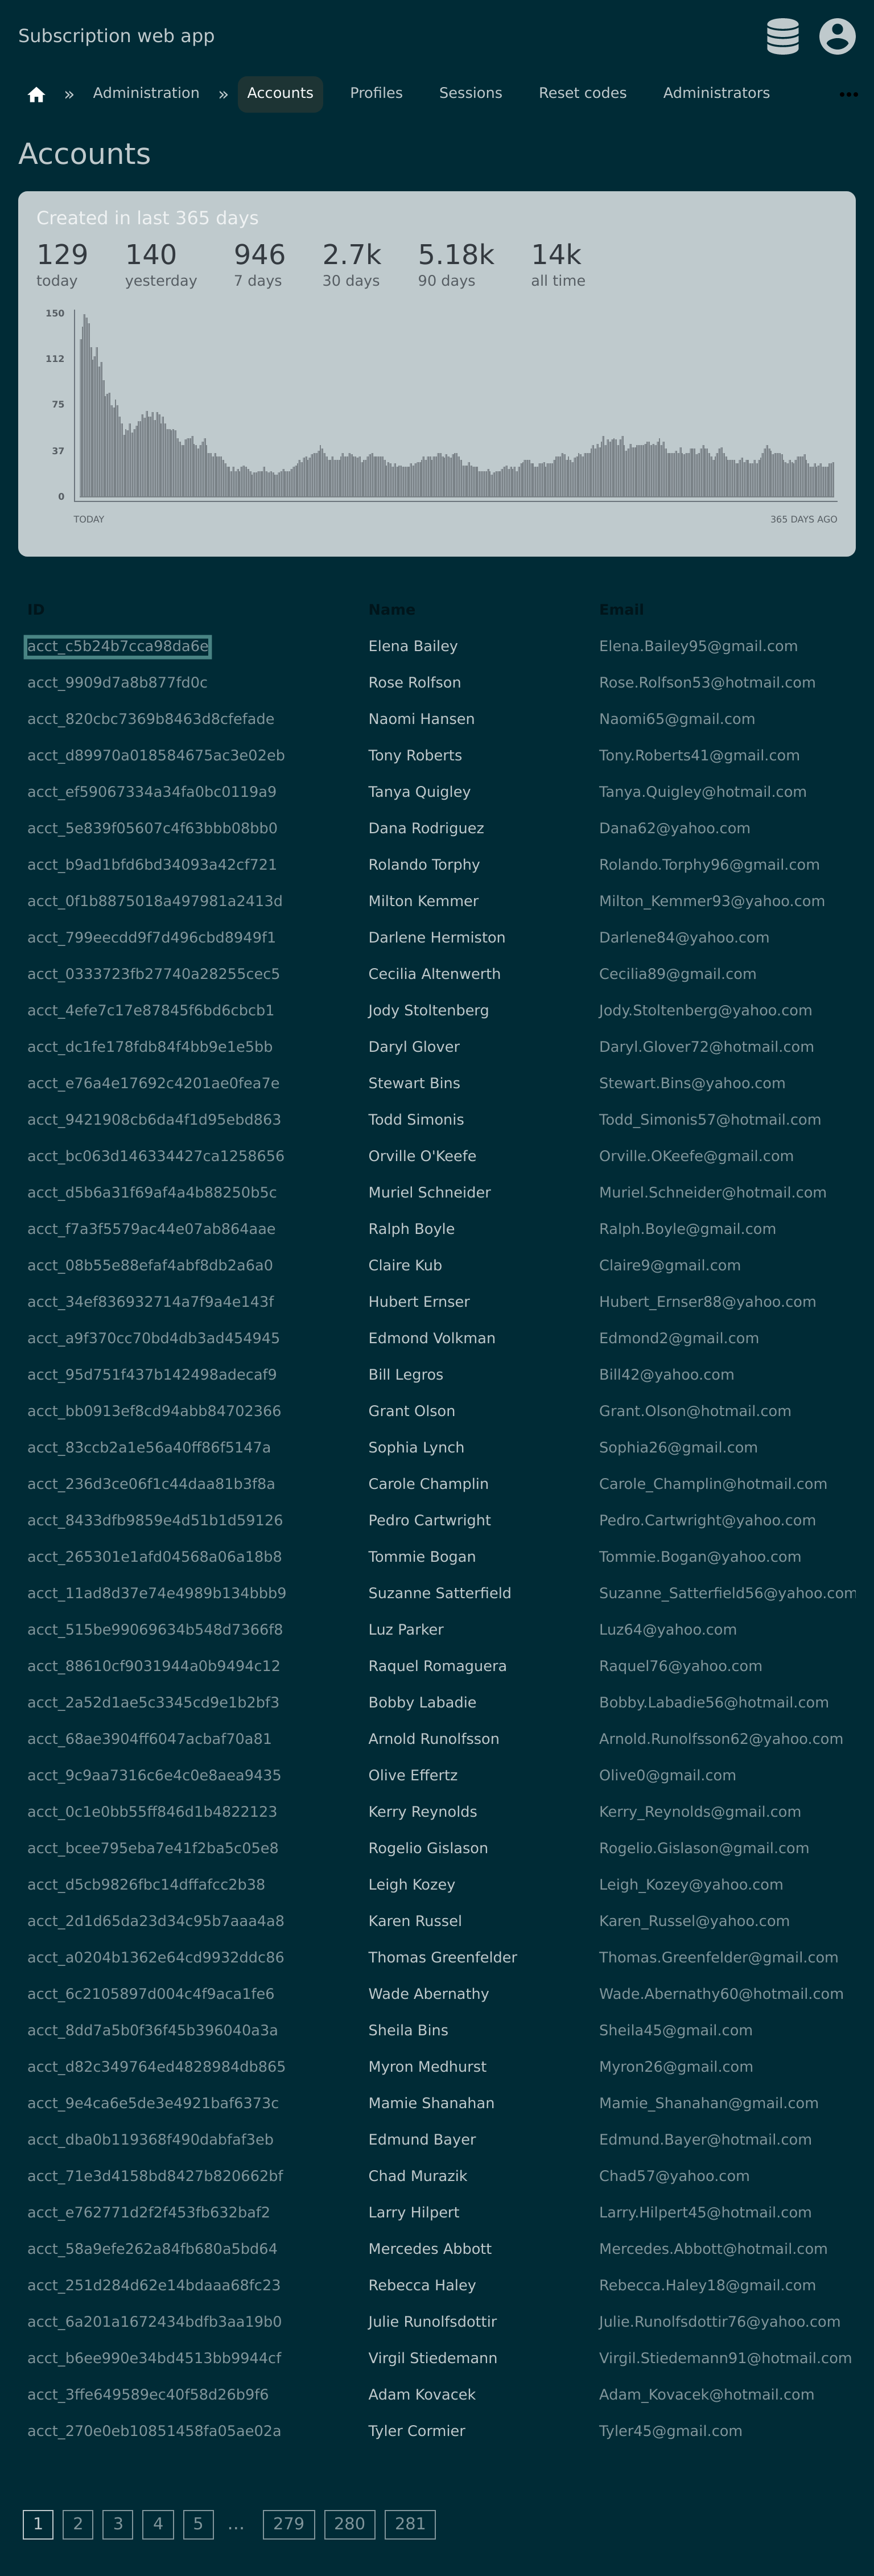 Subscription web app
» Administration » Accounts Profiles Sessions Reset codes Administrators •••
Accounts
Created in last 365 days
129 140 946 2.7k 5.18k 14k
today yesterday 7 days 30 days 90 days all time
150
112
75
37
0
TODAY 365 DAYS AGO
ID Name Email
acct_c5b24b7cca98da6e Elena Bailey Elena.Bailey95@gmail.com
acct_9909d7a8b877fd0c Rose Rolfson Rose.Rolfson53@hotmail.com
acct_820cbc7369b8463d8cfefade Naomi Hansen Naomi65@gmail.com
acct_d89970a018584675ac3e02eb Tony Roberts Tony.Roberts41@gmail.com
acct_ef59067334a34fa0bc0119a9 Tanya Quigley Tanya.Quigley@hotmail.com
acct_5e839f05607c4f63bbb08bb0 Dana Rodriguez Dana62@yahoo.com
acct_b9ad1bfd6bd34093a42cf721 Rolando Torphy Rolando.Torphy96@gmail.com
acct_0f1b8875018a497981a2413d Milton Kemmer Milton_Kemmer93@yahoo.com
acct_799eecdd9f7d496cbd8949f1 Darlene Hermiston Darlene84@yahoo.com
acct_0333723fb27740a28255cec5 Cecilia Altenwerth Cecilia89@gmail.com
acct_4efe7c17e87845f6bd6cbcb1 Jody Stoltenberg Jody.Stoltenberg@yahoo.com
acct_dc1fe178fdb84f4bb9e1e5bb Daryl Glover Daryl.Glover72@hotmail.com
acct_e76a4e17692c4201ae0fea7e Stewart Bins Stewart.Bins@yahoo.com
acct_9421908cb6da4f1d95ebd863 Todd Simonis Todd_Simonis57@hotmail.com
acct_bc063d146334427ca1258656 Orville O'Keefe Orville.OKeefe@gmail.com
acct_d5b6a31f69af4a4b88250b5c Muriel Schneider Muriel.Schneider@hotmail.com
acct_f7a3f5579ac44e07ab864aae Ralph Boyle Ralph.Boyle@gmail.com
acct_08b55e88efaf4abf8db2a6a0 Claire Kub Claire9@gmail.com
acct_34ef836932714a7f9a4e143f Hubert Ernser Hubert_Ernser88@yahoo.com
acct_a9f370cc70bd4db3ad454945 Edmond Volkman Edmond2@gmail.com
acct_95d751f437b142498adecaf9 Bill Legros Bill42@yahoo.com
acct_bb0913ef8cd94abb84702366 Grant Olson Grant.Olson@hotmail.com
acct_83ccb2a1e56a40ff86f5147a Sophia Lynch Sophia26@gmail.com
acct_236d3ce06f1c44daa81b3f8a Carole Champlin Carole_Champlin@hotmail.com
acct_8433dfb9859e4d51b1d59126 Pedro Cartwright Pedro.Cartwright@yahoo.com
acct_265301e1afd04568a06a18b8 Tommie Bogan Tommie.Bogan@yahoo.com
acct_11ad8d37e74e4989b134bbb9 Suzanne Satterfield Suzanne_Satterfield56@yahoo.com
acct_515be99069634b548d7366f8 Luz Parker Luz64@yahoo.com
acct_88610cf9031944a0b9494c12 Raquel Romaguera Raquel76@yahoo.com
acct_2a52d1ae5c3345cd9e1b2bf3 Bobby Labadie Bobby.Labadie56@hotmail.com
acct_68ae3904ff6047acbaf70a81 Arnold Runolfsson Arnold.Runolfsson62@yahoo.com
acct_9c9aa7316c6e4c0e8aea9435 Olive Effertz Olive0@gmail.com
acct_0c1e0bb55ff846d1b4822123 Kerry Reynolds Kerry_Reynolds@gmail.com
acct_bcee795eba7e41f2ba5c05e8 Rogelio Gislason Rogelio.Gislason@gmail.com
acct_d5cb9826fbc14dffafcc2b38 Leigh Kozey Leigh_Kozey@yahoo.com
acct_2d1d65da23d34c95b7aaa4a8 Karen Russel Karen_Russel@yahoo.com
acct_a0204b1362e64cd9932ddc86 Thomas Greenfelder Thomas.Greenfelder@gmail.com
acct_6c2105897d004c4f9aca1fe6 Wade Abernathy Wade.Abernathy60@hotmail.com
acct_8dd7a5b0f36f45b396040a3a Sheila Bins Sheila45@gmail.com
acct_d82c349764ed4828984db865 Myron Medhurst Myron26@gmail.com
acct_9e4ca6e5de3e4921baf6373c Mamie Shanahan Mamie_Shanahan@gmail.com
acct_dba0b119368f490dabfaf3eb Edmund Bayer Edmund.Bayer@hotmail.com
acct_71e3d4158bd8427b820662bf Chad Murazik Chad57@yahoo.com
acct_e762771d2f2f453fb632baf2 Larry Hilpert Larry.Hilpert45@hotmail.com
acct_58a9efe262a84fb680a5bd64 Mercedes Abbott Mercedes.Abbott@hotmail.com
acct_251d284d62e14bdaaa68fc23 Rebecca Haley Rebecca.Haley18@gmail.com
acct_6a201a1672434bdfb3aa19b0 Julie Runolfsdottir Julie.Runolfsdottir76@yahoo.com
acct_b6ee990e34bd4513bb9944cf Virgil Stiedemann Virgil.Stiedemann91@hotmail.com
acct_3ffe649589ec40f58d26b9f6 Adam Kovacek Adam_Kovacek@hotmail.com
acct_270e0eb10851458fa05ae02a Tyler Cormier Tyler45@gmail.com
1 2 3 4 5 … 279 280 281